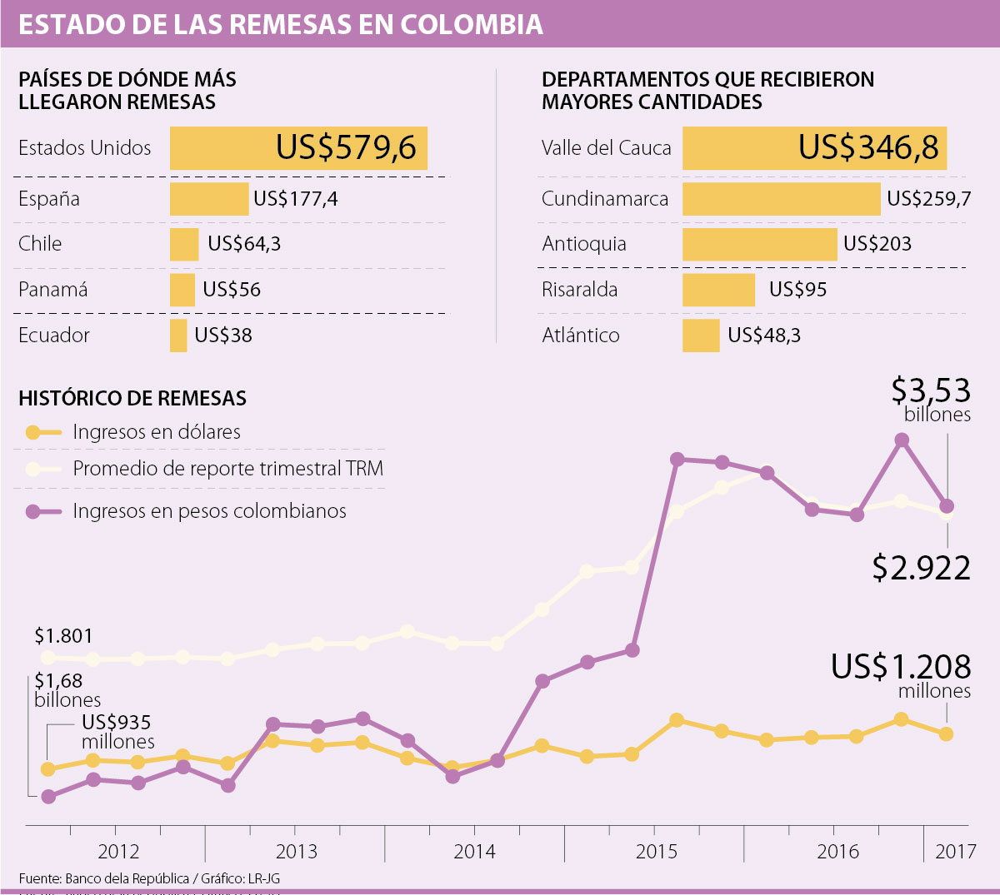 ESTADO DE LAS REMESAS EN COLOMBIA
PAÍSES DE DÓNDE MÁS
LLEGARON REMESAS
Estados Unidos US$579,6
España US$177,4
Chile US$64,3
Panamá US$56
Ecuador US$38
DEPARTAMENTOS QUE RECIBIERON
MAYORES CANTIDADES
Valle del Cauca US$346,8
Cundinamarca US$259,7
Antioquia US$203
Risaralda US$95
Atlántico US$48,3
HISTÓRICO DE REMESAS
Ingresos en dólares
Promedio de reporte trimestral TRM
Ingresos en pesos colombianos
$3,53
billones
$2.922
$1.801
$1,68
billones
US$935
millones
US$1.208
millones
2012 2013 2014 2015 2016 2017
Fuente: Banco dela República / Gráfico: LR-JG